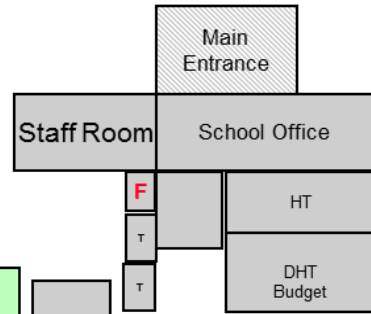 Main
Entrance
Staff Room
School Office
F
HT
T
DHT
Budget
T